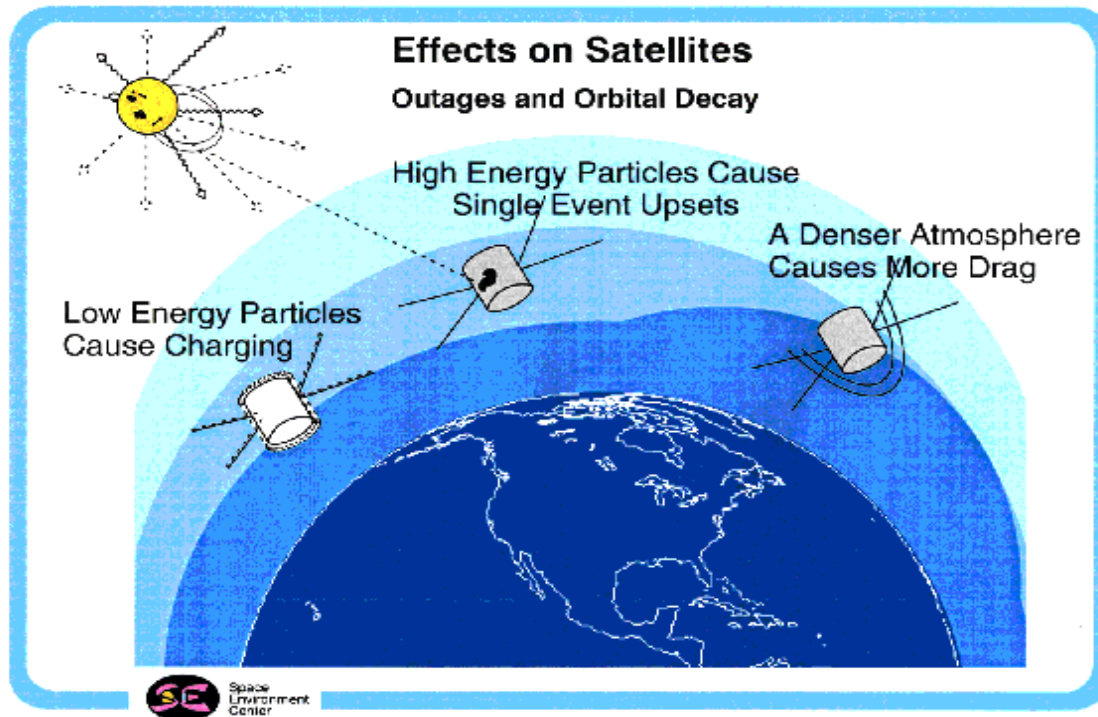 Effects on Satellites
Outages and Orbital Decay
High Energy Particles Cause
Single Event Upsets
A Denser Atmosphere
Causes More Drag
Low Energy Particles
Cause Charging
Space
Environment
Center